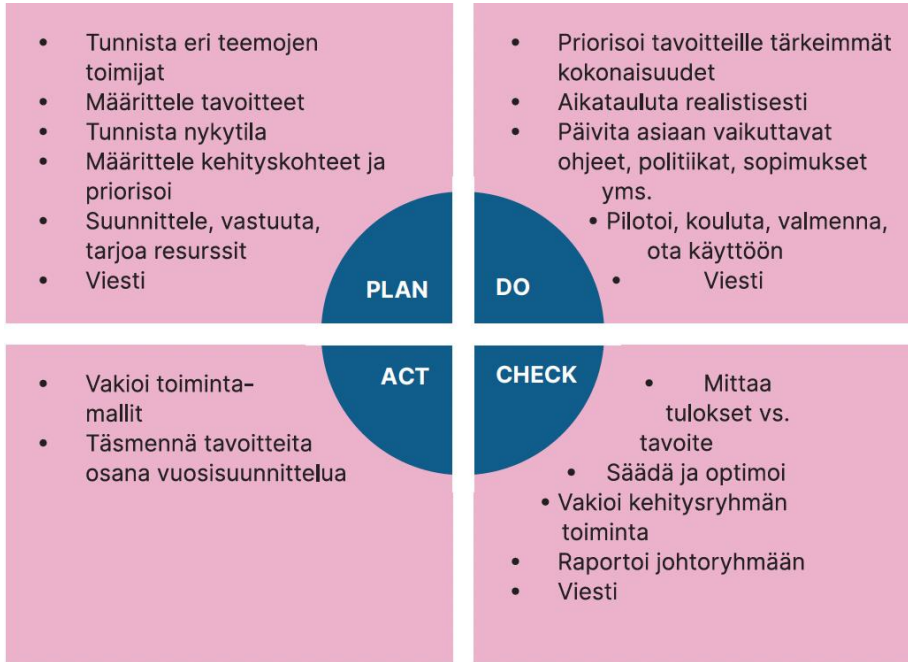 • Tunnista eri teemojen
toimijat
• Määrittele tavoitteet
• Tunnista nykytila
• Määrittele kehityskohteet ja
priorisoi
• Suunnittele, vastuuta,
tarjoa resurssit
• Viesti
PLAN
• Priorisoi tavoitteille tärkeimmät
kokonaisuudet
• Aikatauluta realistisesti
• Päivita asiaan vaikuttavat
ohjeet, politiikat, sopimukset
yms.
• Pilotoi, kouluta, valmenna,
ota käyttöön
• Viesti
DO
• Vakioi toiminta-
mallit
• Täsmennä tavoitteita
osana vuosisuunnittelua
ACT
CHECK
• Mittaa
tulokset vs.
tavoite
• Säädä ja optimoi
• Vakioi kehitysryhmän
toiminta
• Raportoi johtoryhmään
• Viesti